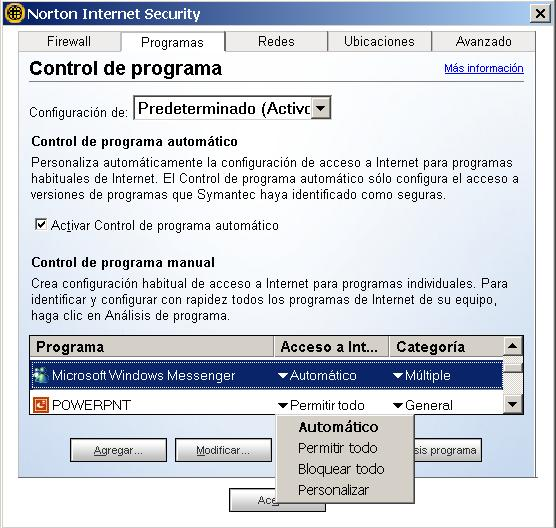 Norton Internet Security
Firewall Programas Redes Ubicaciones Avanzado
Control de programa Más información
Configuración de: Predeterminado (Activo
Control de programa automático
Personaliza automáticamente la configuración de acceso a Internet para programas
habituales de Internet. El Control de programa automático sólo configura el acceso a
versiones de programas que Symantec haya identificado como seguras.
Activar Control de programa automático
Control de programa manual
Crea configuración habitual de acceso a Internet para programas individuales. Para
identificar y configurar con rapidez todos los programas de Internet de su equipo,
haga clic en Análisis de programa.
Programa Acceso a Int... Categoría
Microsoft Windows Messenger Automático Múltiple
POWERPNT Permitir todo General
Agregar... Modificar... sis programa
Automático
Permitir todo
Bloquear todo
Personalizar